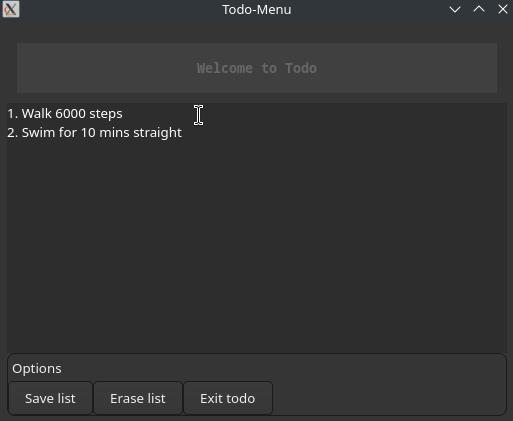 Todo-Menu
Welcome to Todo
1. Walk 6000 steps
2. Swim for 10 mins straight
Options
Save list
Erase list
Exit todo